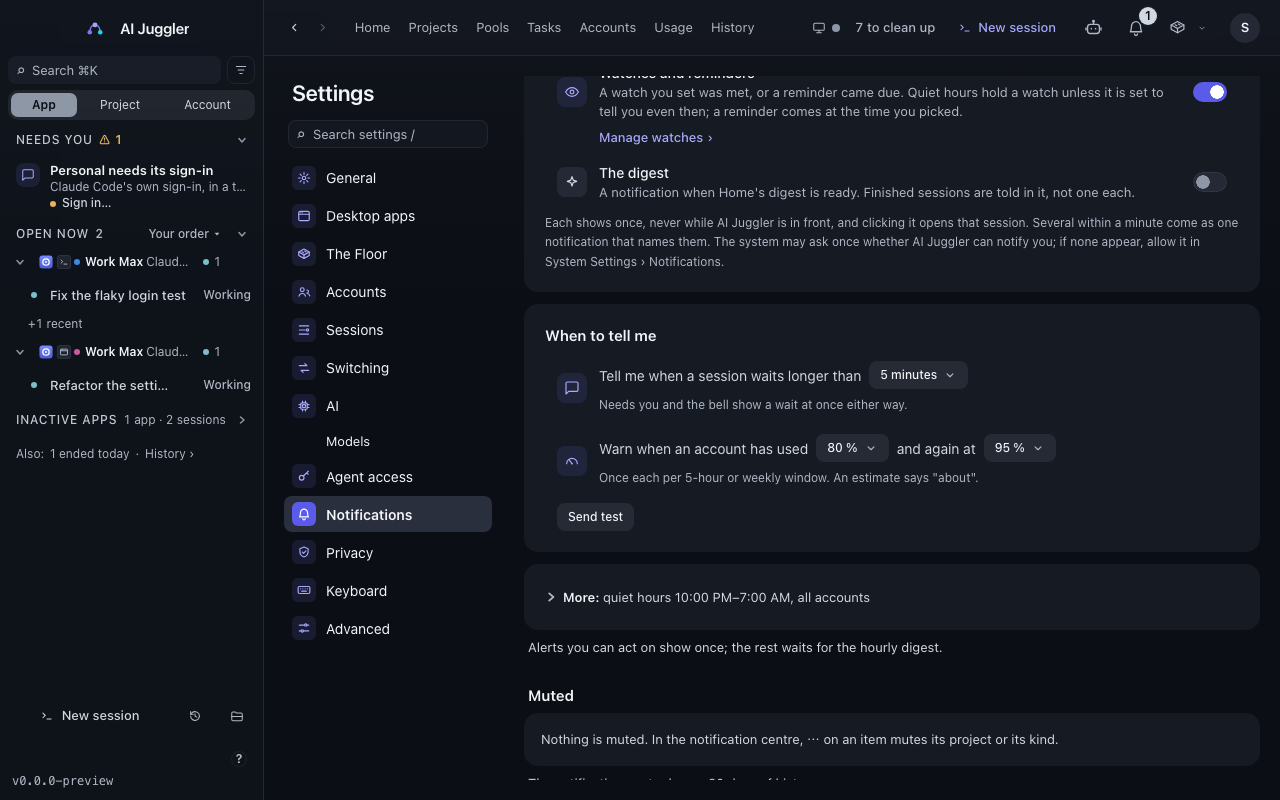 AI Juggler
Search ⌘K
App
Project
Account
NEEDS YOU
1
Personal needs its sign-in
Claude Code's own sign-in, in a t...
Sign in...
OPEN NOW 2
Your order
Work Max Claud...
1
Fix the flaky login test
Working
+1 recent
Work Max Claud...
1
Refactor the setti...
Working
INACTIVE APPS 1 app · 2 sessions
Also: 1 ended today · History ›
New session
?
v0.0.0-preview
Home
Projects
Pools
Tasks
Accounts
Usage
History
7 to clean up
New session
1
S
Settings
Search settings /
General
Desktop apps
The Floor
Accounts
Sessions
Switching
AI
Models
Agent access
Notifications
Privacy
Keyboard
Advanced
Watches and reminders
A watch you set was met, or a reminder came due. Quiet hours hold a watch unless it is set to
tell you even then; a reminder comes at the time you picked.
Manage watches ›
The digest
A notification when Home's digest is ready. Finished sessions are told in it, not one each.
Each shows once, never while AI Juggler is in front, and clicking it opens that session. Several within a minute come as one
notification that names them. The system may ask once whether AI Juggler can notify you; if none appear, allow it in
System Settings › Notifications.
When to tell me
Tell me when a session waits longer than 5 minutes
Needs you and the bell show a wait at once either way.
Warn when an account has used 80 % and again at 95 %
Once each per 5-hour or weekly window. An estimate says "about".
Send test
More: quiet hours 10:00 PM–7:00 AM, all accounts
Alerts you can act on show once; the rest waits for the hourly digest.
Muted
Nothing is muted. In the notification centre, ··· on an item mutes its project or its kind.